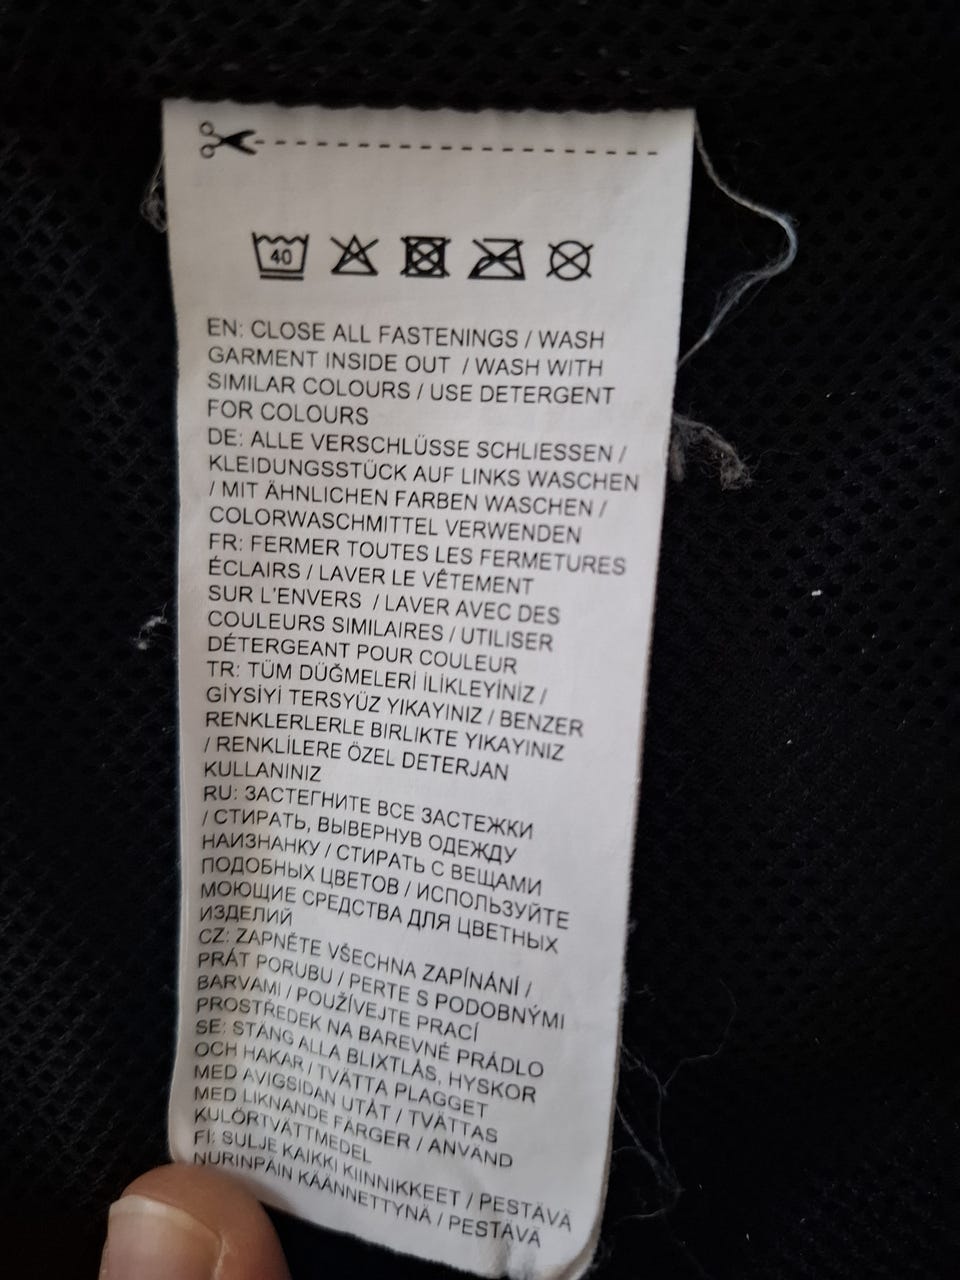 40
EN: CLOSE ALL FASTENINGS / WASH
GARMENT INSIDE OUT / WASH WITH
SIMILAR COLOURS / USE DETERGENT
FOR COLOURS
DE: ALLE VERSCHLÜSSE SCHLIESSEN /
KLEIDUNGSSTÜCK AUF LINKS WASCHEN
/ MIT ÄHNLICHEN FARBEN WASCHEN /
COLORWASCHMITTEL VERWENDEN
FR: FERMER TOUTES LES FERMETURES
ÉCLAIRS / LAVER LE VÊTEMENT
SUR L'ENVERS / LAVER AVEC DES
COULEURS SIMILAIRES / UTILISER
DÉTERGEANT POUR COULEUR
TR: TÜM DÜĞMELERİ İLİKLEYİNİZ /
GİYSİYİ TERSYÜZ YIKAYINIZ / BENZER
RENKLERLERLE BIRLIKTE YIKAYINIZ
/ RENKLİLERE ÖZEL DETERJAN
KULLANINIZ
RU: ЗАСТЕГНИТЕ ВСЕ ЗАСТЕЖКИ
/ СТИРАТЬ, ВЫВЕРНУВ ОДЕЖДУ
НАИЗНАНКУ / СТИРАТЬ С ВЕЩАМИ
ПОДОБНЫХ ЦВЕТОВ / ИСПОЛЬЗУЙТЕ
МОЮЩИЕ СРЕДСТВА ДЛЯ ЦВЕТНЫХ
ИЗДЕЛИЙ
CZ: ZAPNĚTE VŠECHNA ZAPÍNÁNÍ /
PRÁT PORUBU / PERTE S PODOBNÝMI
BARVAMI / POUŽÍVEJTE PRACÍ
PROSTŘEDEK NA BAREVNÉ PRÁDLO
SE: STÄNG ALLA BLIXTLÅS, HYSKOR
OCH HAKAR / TVÄTTA PLAGGET
MED AVIGSIDAN UTÅT / TVÄTTAS
MED LIKNANDE FÄRGER / ANVÄND
KULÖRTVÄTTMEDEL
FI: SULJE KAIKKI KIINNIKKEET / PESTÄVÄ
NURINPÄIN KÄÄNNETTYNÄ / PESTÄVÄ